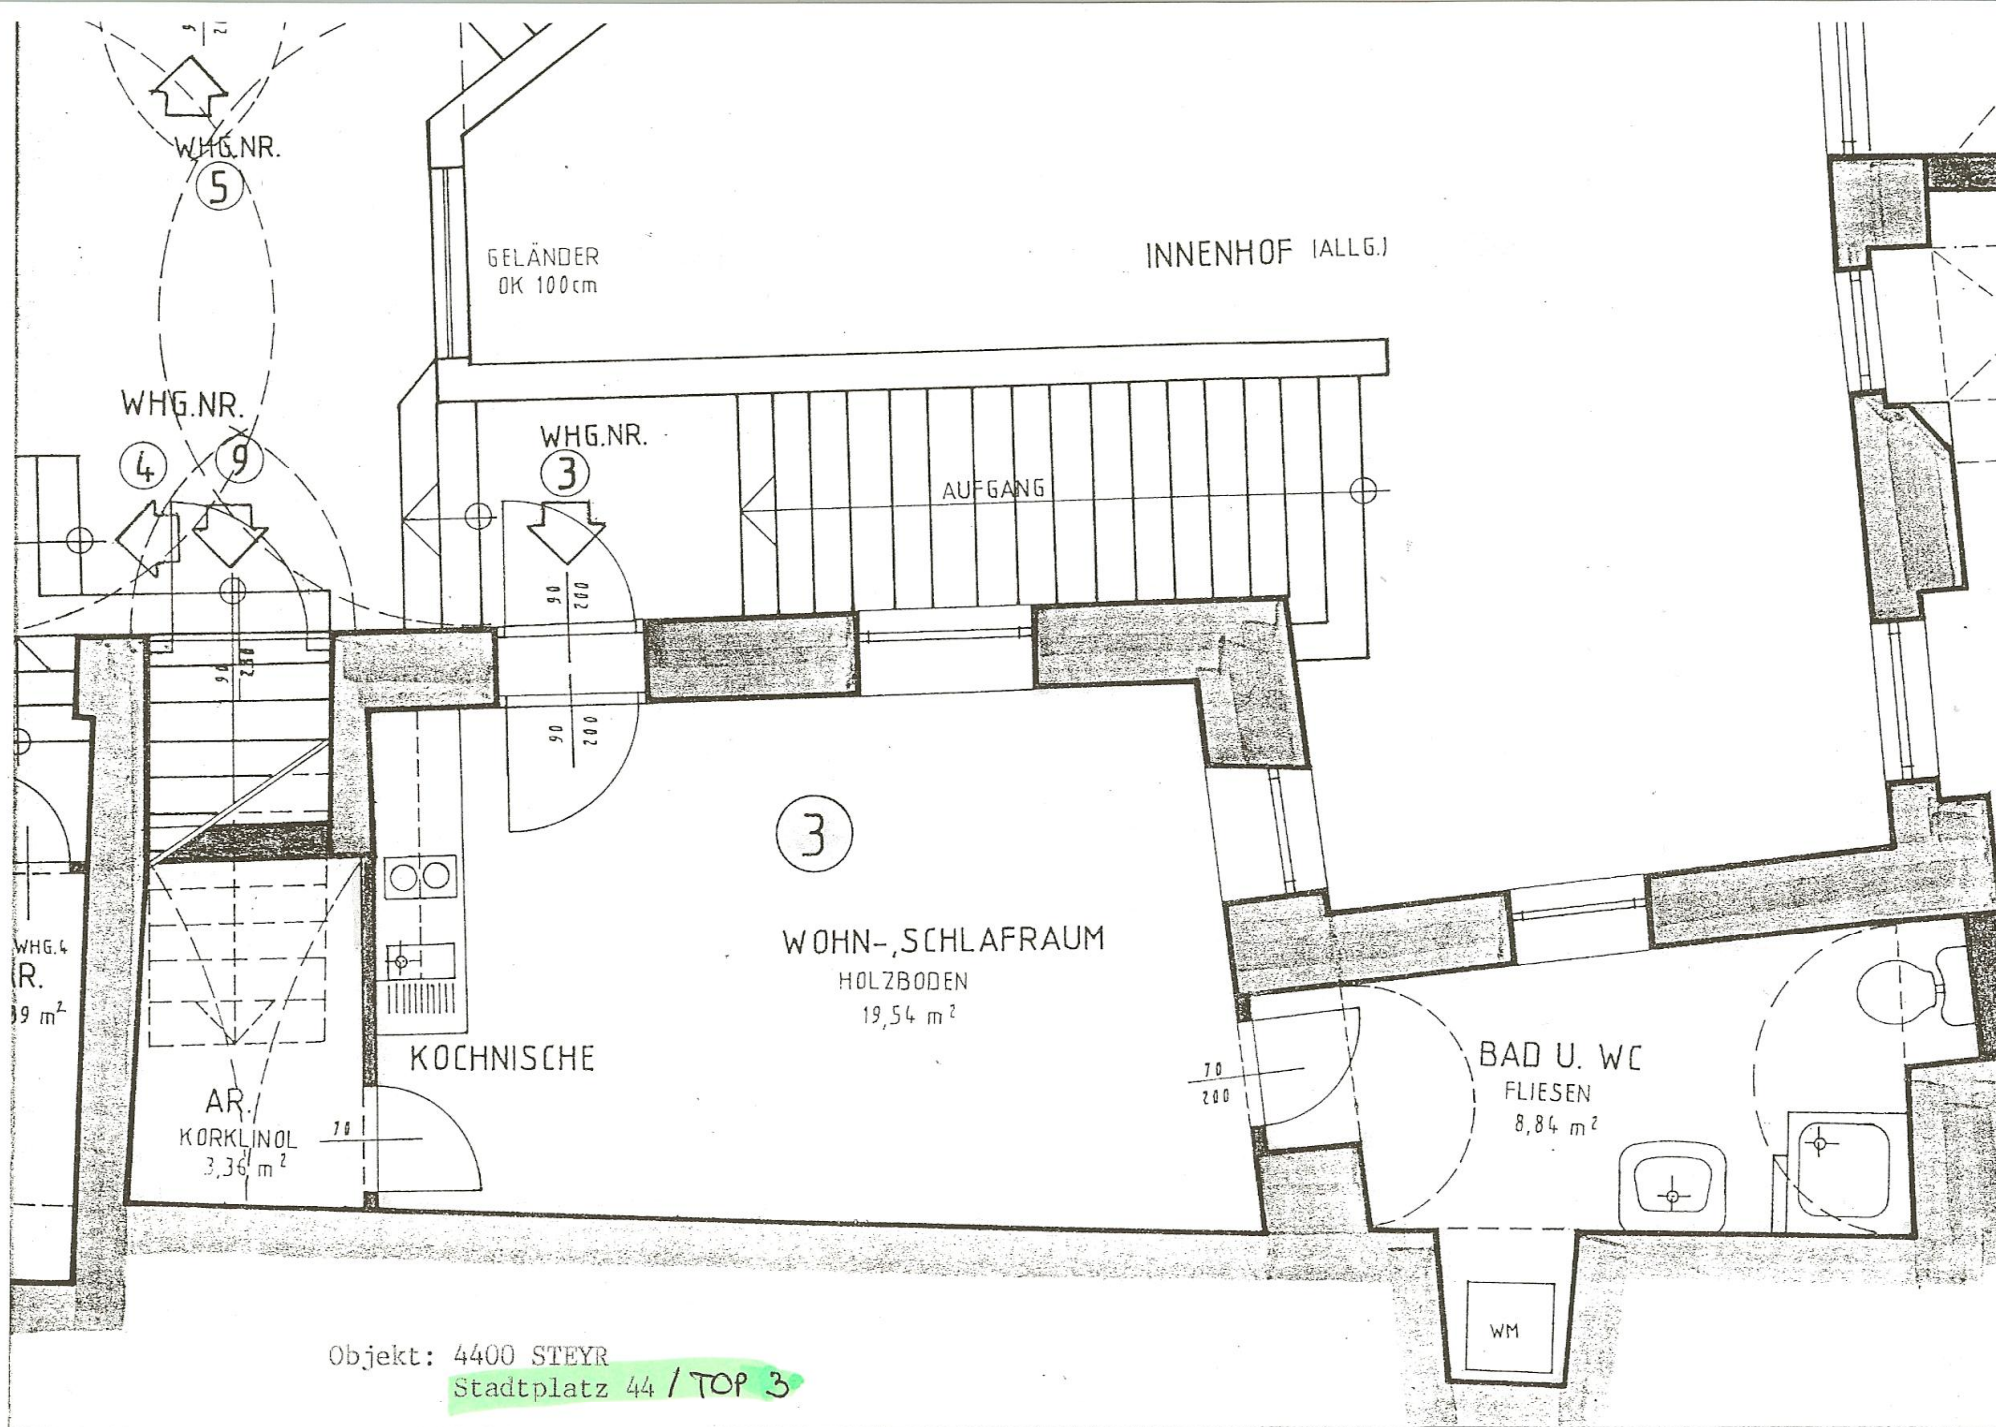 WHG.NR.
5
GELÄNDER
OK 100cm
INNENHOF (ALLG.)
WHG.NR.
4 9
WHG.NR.
3
AUFGANG
90
200
90
200
3
WHG.4
R.
WOHN-,SCHLAFRAUM
HOLZBODEN
19,54 m²
KOCHNISCHE
70
200
BAD U. WC
FLIESEN
8,84 m²
AR.
KORKLINOL
3,36 m²
70
WM
Objekt: 4400 STEYR
Stadtplatz 44 / TOP 3